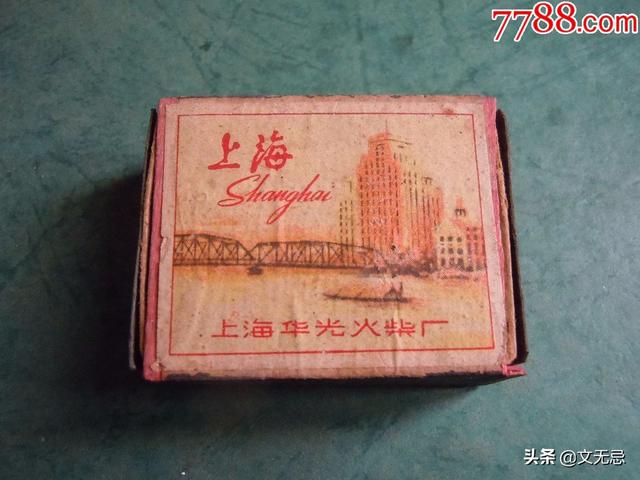 7788.com
上海
Shanghai
上海华光火柴厂
头条 @文无忌